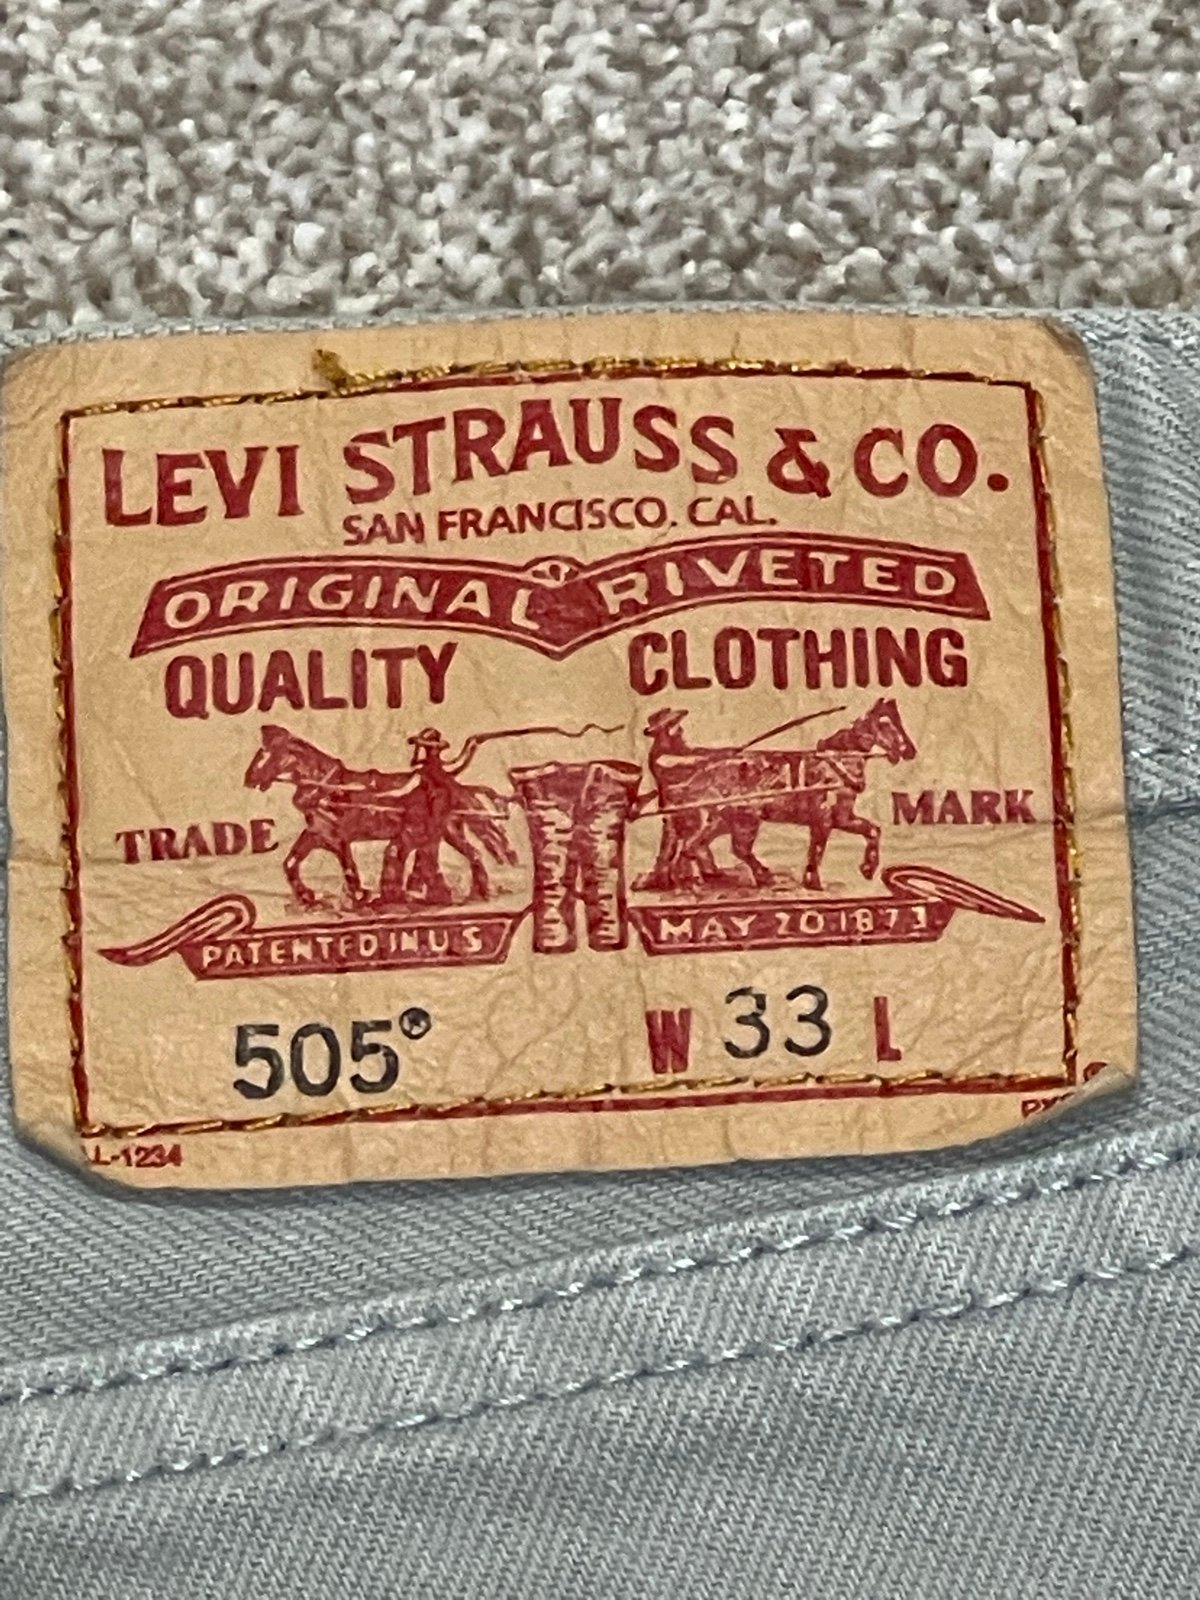 LEVI STRAUSS & CO.
SAN FRANCISCO, CAL.
ORIGINAL RIVETED
QUALITY CLOTHING
TRADE MARK
PATENTED IN U S MAY 20 1873
505® W 33 L
L-1234